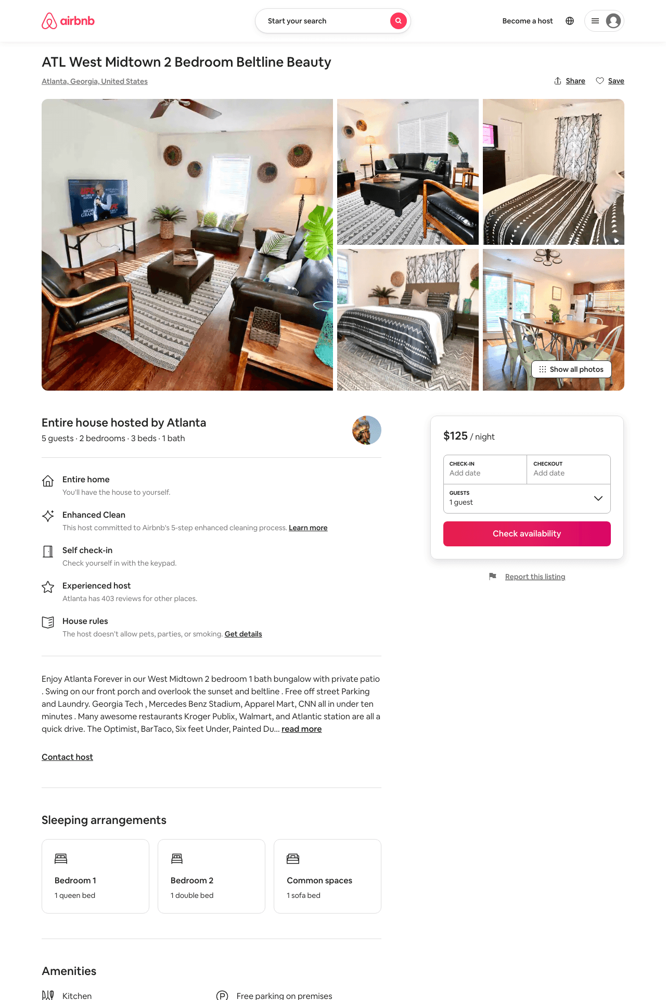 airbnb
Start your search
Become a host
ATL West Midtown 2 Bedroom Beltline Beauty
Atlanta, Georgia, United States
Share
Save
UFC
MGM
GRAND
UFC
Show all photos
Entire house hosted by Atlanta
5 guests · 2 bedrooms · 3 beds · 1 bath
$125 / night
CHECK-IN
Add date
CHECKOUT
Add date
GUESTS
1 guest
Check availability
Report this listing
Entire home
You’ll have the house to yourself.
Enhanced Clean
This host committed to Airbnb's 5-step enhanced cleaning process. Learn more
Self check-in
Check yourself in with the keypad.
Experienced host
Atlanta has 403 reviews for other places.
House rules
The host doesn’t allow pets, parties, or smoking. Get details
Enjoy Atlanta Forever in our West Midtown 2 bedroom 1 bath bungalow with private patio
. Swing on our front porch and overlook the sunset and beltline . Free off street Parking
and Laundry. Georgia Tech , Mercedes Benz Stadium, Apparel Mart, CNN all in under ten
minutes . Many awesome restaurants Kroger Publix, Walmart, and Atlantic station are all a
quick drive. The Optimist, BarTaco, Six feet Under, Painted Du... read more
Contact host
Sleeping arrangements
Bedroom 1
1 queen bed
Bedroom 2
1 double bed
Common spaces
1 sofa bed
Amenities
Kitchen
Free parking on premises